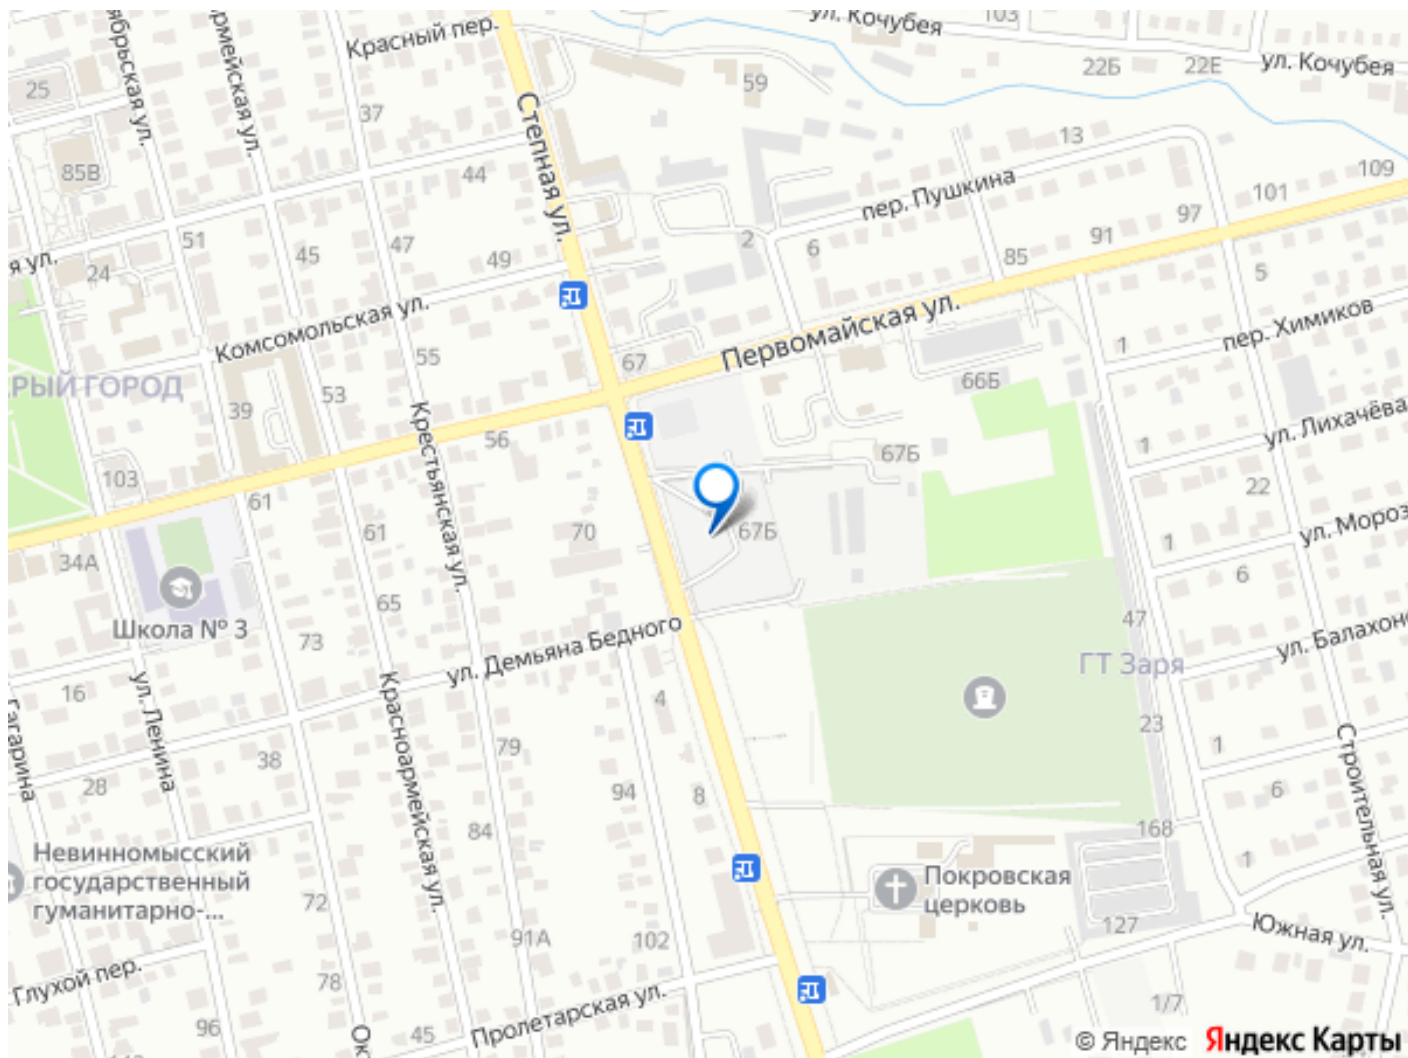 ул. Кочубея
103
Красный пер.
ул. Кочубея
22Б
22Е
59
25
37
Степная ул.
13
85В
44
пер. Пушкина
109
101
97
51
47
2
6
91
45
85
49
24
5
Комсомольская ул.
Первомайская ул.
пер. Химиков
1
55
67
66Б
53
39
Крестьянская ул.
ул. Лихачёва
56
1
67Б
103
22
61
67Б
61
70
ул. Мороз
34А
1
6
65
Школа № 3
47
73
ул. Демьяна Бедного
ул. Балахоно
ГТ Заря
16
ул. Ленина
Красноармейская ул.
4
23
Гагарина
79
1
38
Строительная ул.
28
94
8
6
84
168
Невинномысский
государственный
гуманитарно-...
1
Покровская
церковь
72
127
Южная ул.
91А
102
Глухой пер.
78
1/7
96
45
Пролетарская ул.
© Яндекс Яндекс Карты